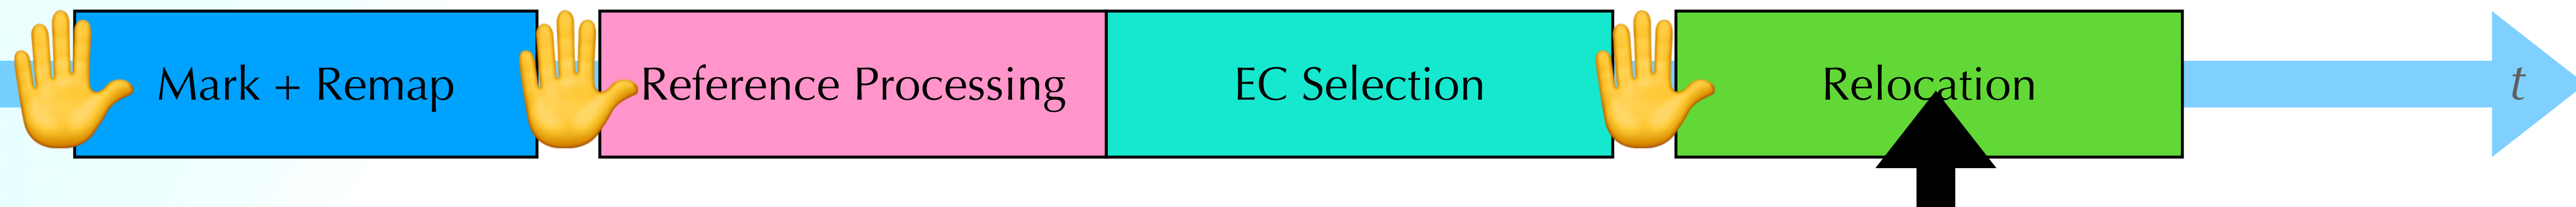 Mark + Remap
Reference Processing
EC Selection
Relocation
t